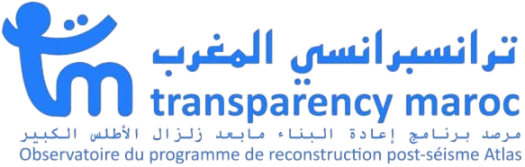 ترانسبرانسي المغرب
transparency maroc
مرصد برنامج إعادة البناء مابعد زلزال الأطلس الكبير
Observatoire du programme de reconstruction post-séisme Atlas